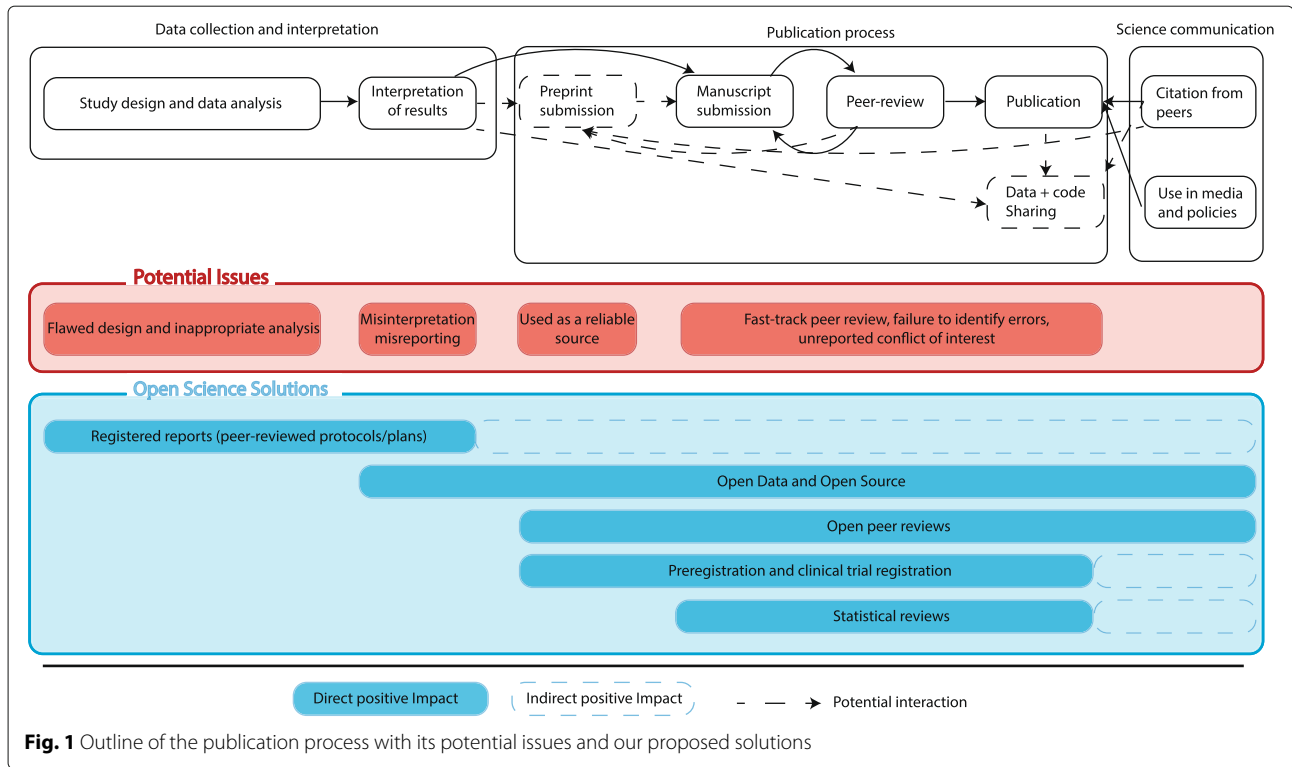 Data collection and interpretation
Publication process
Science communication
Study design and data analysis
Interpretation
of results
Preprint
submission
Manuscript
submission
Peer-review
Publication
Citation from
peers
Data + code
Sharing
Use in media
and policies
Potential Issues
Flawed design and inappropriate analysis
Misinterpretation
misreporting
Used as a reliable
source
Fast-track peer review, failure to identify errors,
unreported conflict of interest
Open Science Solutions
Registered reports (peer-reviewed protocols/plans)
Open Data and Open Source
Open peer reviews
Preregistration and clinical trial registration
Statistical reviews
Direct positive Impact
Indirect positive Impact
Potential interaction
Fig. 1 Outline of the publication process with its potential issues and our proposed solutions